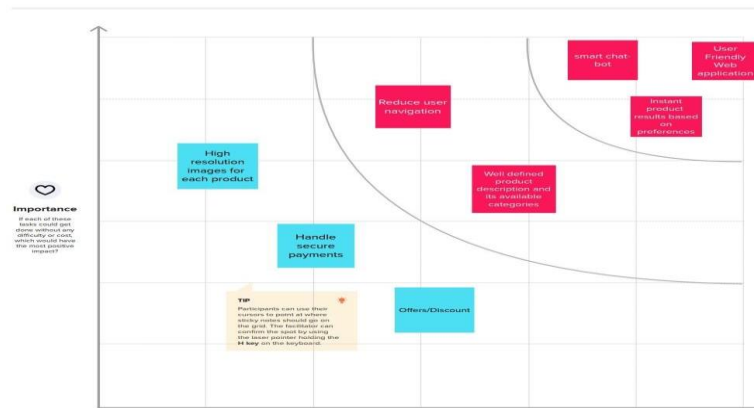 smart chat-
bot
User
Friendly
Web
application
Reduce user
navigation
Instant
product
results based
on
preferences
High
resolution
images for
each product
Well defined
product
description and
its available
categories
Importance
If each of these
tasks could get
done without any
difficulty or cost,
which would have
the most positive
impact?
Handle
secure
payments
TIP
Participants can use their
cursors to point at where
sticky notes should go on
the grid. The facilitator can
confirm the spot by using
the laser pointer holding the
H key on the keyboard.
Offers/Discount